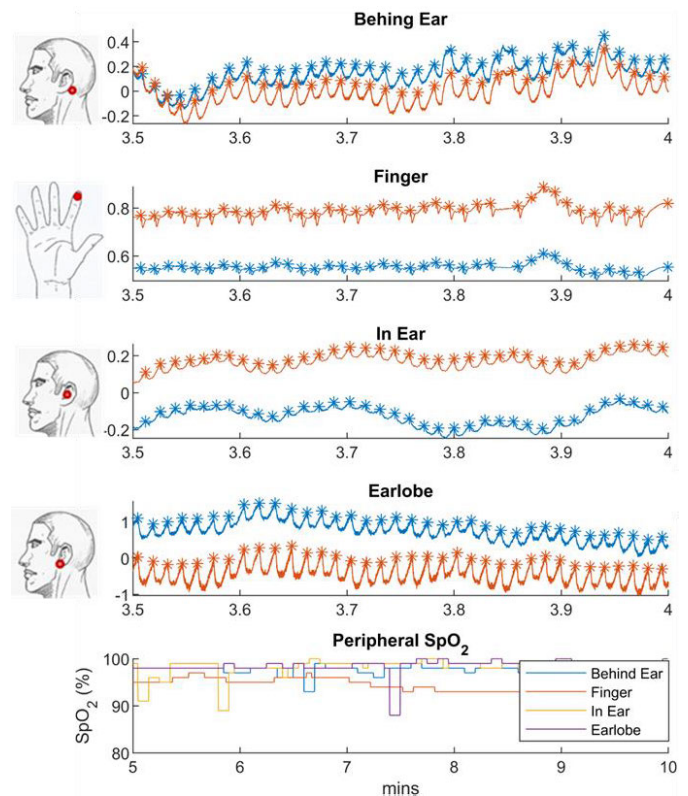 Behing Ear
0.4
0.2
0
-0.2
3.5 3.6 3.7 3.8 3.9 4
Finger
0.8
0.6
3.5 3.6 3.7 3.8 3.9 4
In Ear
0.2
0
-0.2
3.5 3.6 3.7 3.8 3.9 4
Earlobe
1
0
-1
3.5 3.6 3.7 3.8 3.9 4
Peripheral SpO2
SpO2 (%)
100
90
80
Behind Ear
Finger
In Ear
Earlobe
5 6 7 8 9 10
mins